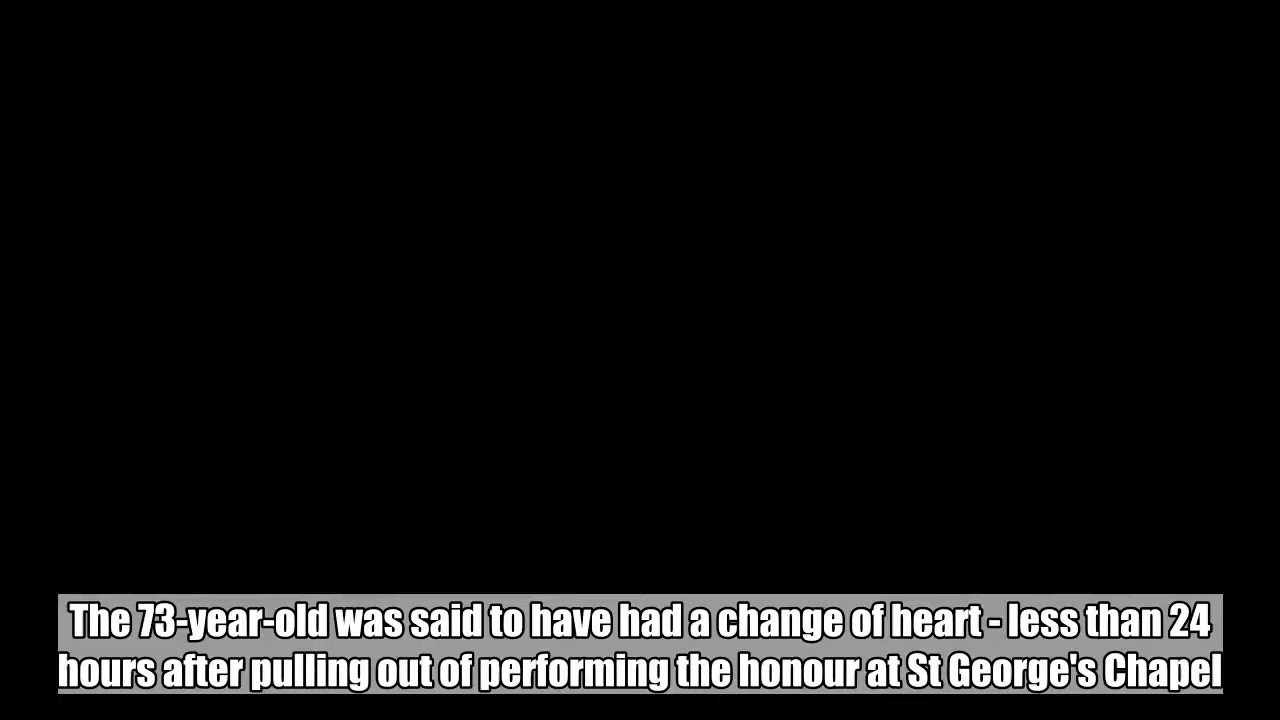 The 73-year-old was said to have had a change of heart - less than 24
hours after pulling out of performing the honour at St George's Chapel